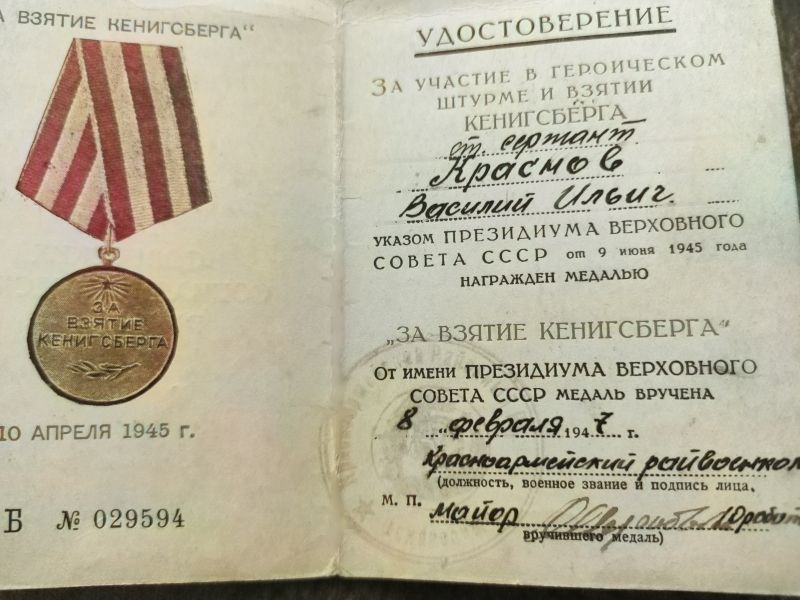 А ВЗЯТИЕ КЕНИГСБЕРГА"
ЗА
ВЗЯТИЕ
КЕНИГСБЕРГА
10 АПРЕЛЯ 1945 г.
Б № 029594
УДОСТОВЕРЕНИЕ
ЗА УЧАСТИЕ В ГЕРОИЧЕСКОМ
ШТУРМЕ И ВЗЯТИИ
КЕНИГСБЕРГА
ст. сержант
Краснов
Василий Ильич
УКАЗОМ ПРЕЗИДИУМА ВЕРХОВНОГО
СОВЕТА СССР от 9 июня 1945 года
НАГРАЖДЕН МЕДАЛЬЮ
„ЗА ВЗЯТИЕ КЕНИГСБЕРГА"
От имени ПРЕЗИДИУМА ВЕРХОВНОГО
СОВЕТА СССР МЕДАЛЬ ВРУЧЕНА
8 „февраля 1947 г.
Красноармейский райвоенком
(должность, военное звание и подпись лица,
М. П. майор
вручившего медаль)